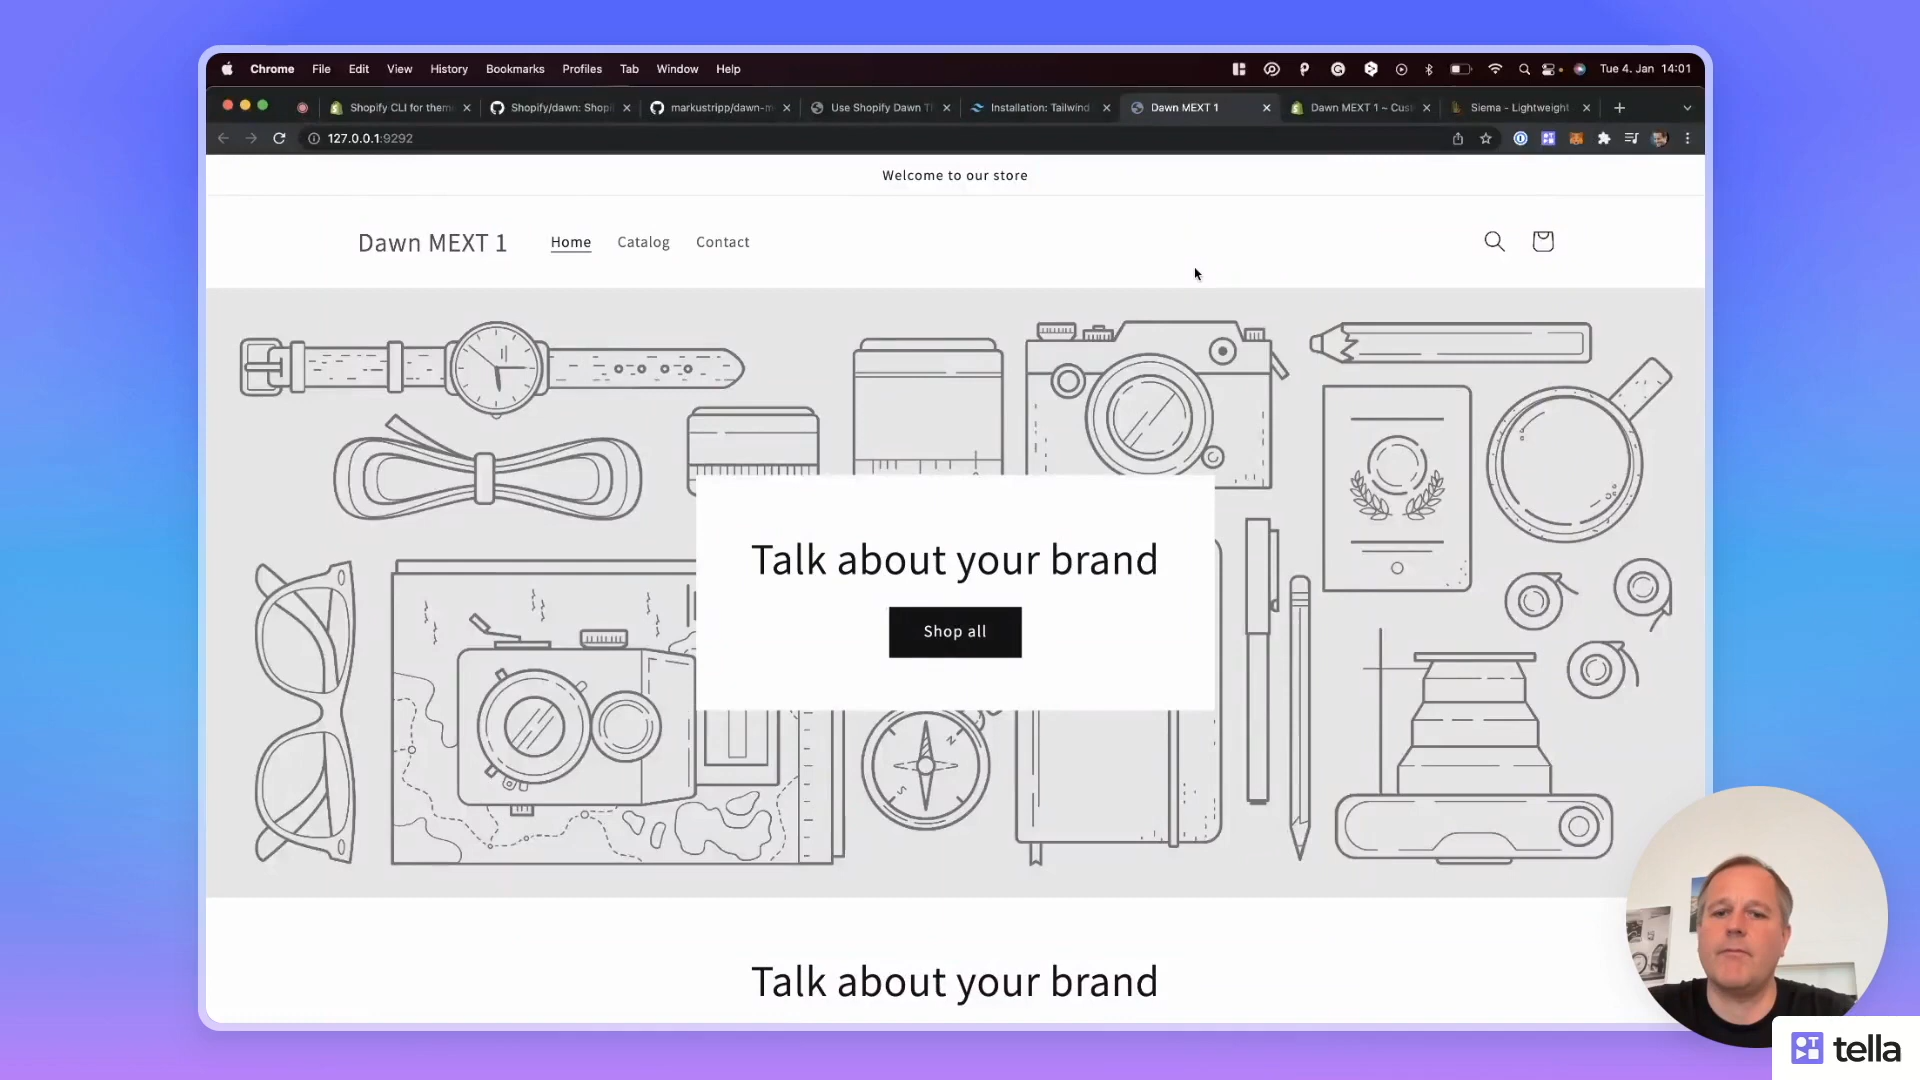 Chrome File Edit View History Bookmarks Profiles Tab Window Help Tue 4. Jan 14:01
Shopify CLI for them Shopify/dawn: Shopi markustripp/dawn-m Use Shopify Dawn T Installation: Tailwind Dawn MEXT 1 Dawn MEXT 1 ~ Cus Siema - Lightweight
127.0.0.1:9292
Welcome to our store
Dawn MEXT 1 Home Catalog Contact
Talk about your brand
Shop all
N
S
Talk about your brand
tella